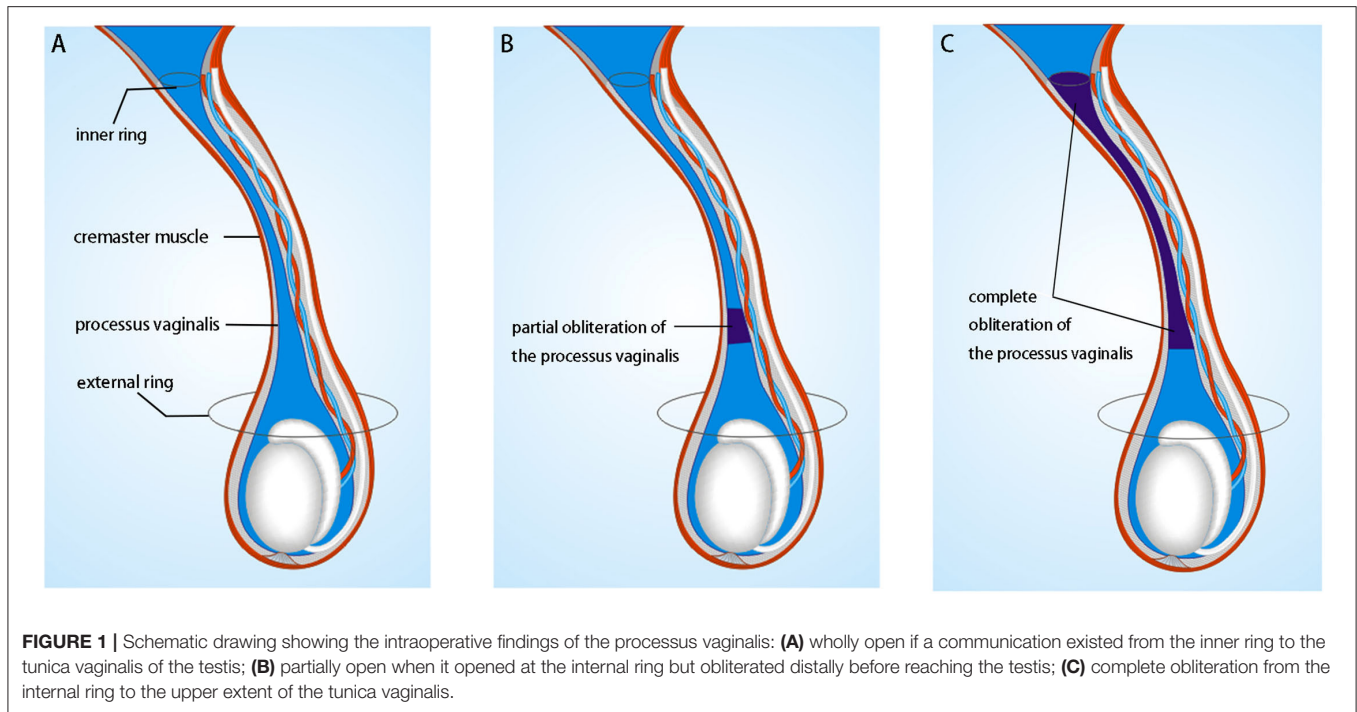 A
inner ring
cremaster muscle
processus vaginalis
external ring
B
partial obliteration of
the processus vaginalis
C
complete
obliteration of
the processus vaginalis
FIGURE 1 | Schematic drawing showing the intraoperative findings of the processus vaginalis: (A) wholly open if a communication existed from the inner ring to the
tunica vaginalis of the testis; (B) partially open when it opened at the internal ring but obliterated distally before reaching the testis; (C) complete obliteration from the
internal ring to the upper extent of the tunica vaginalis.